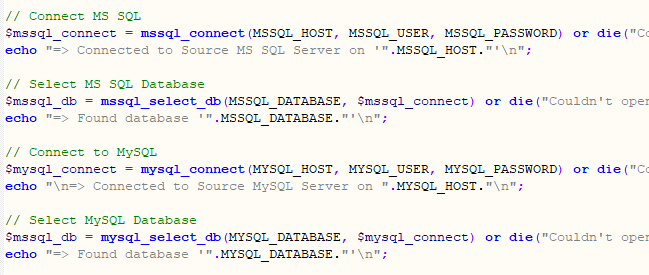 // Connect MS SQL
$mssql_connect = mssql_connect(MSSQL_HOST, MSSQL_USER, MSSQL_PASSWORD) or die("Co
echo "=> Connected to Source MS SQL Server on '".MSSQL_HOST."'\n";
// Select MS SQL Database
$mssql_db = mssql_select_db(MSSQL_DATABASE, $mssql_connect) or die("Couldn't open
echo "=> Found database '".MSSQL_DATABASE."'\n";
// Connect to MySQL
$mysql_connect = mysql_connect(MYSQL_HOST, MYSQL_USER, MYSQL_PASSWORD) or die("Co
echo "\n=> Connected to Source MySQL Server on ".MYSQL_HOST."\n";
// Select MySQL Database
$mssql_db = mysql_select_db(MYSQL_DATABASE, $mysql_connect) or die("Couldn't open
echo "=> Found database '".MYSQL_DATABASE."'\n";